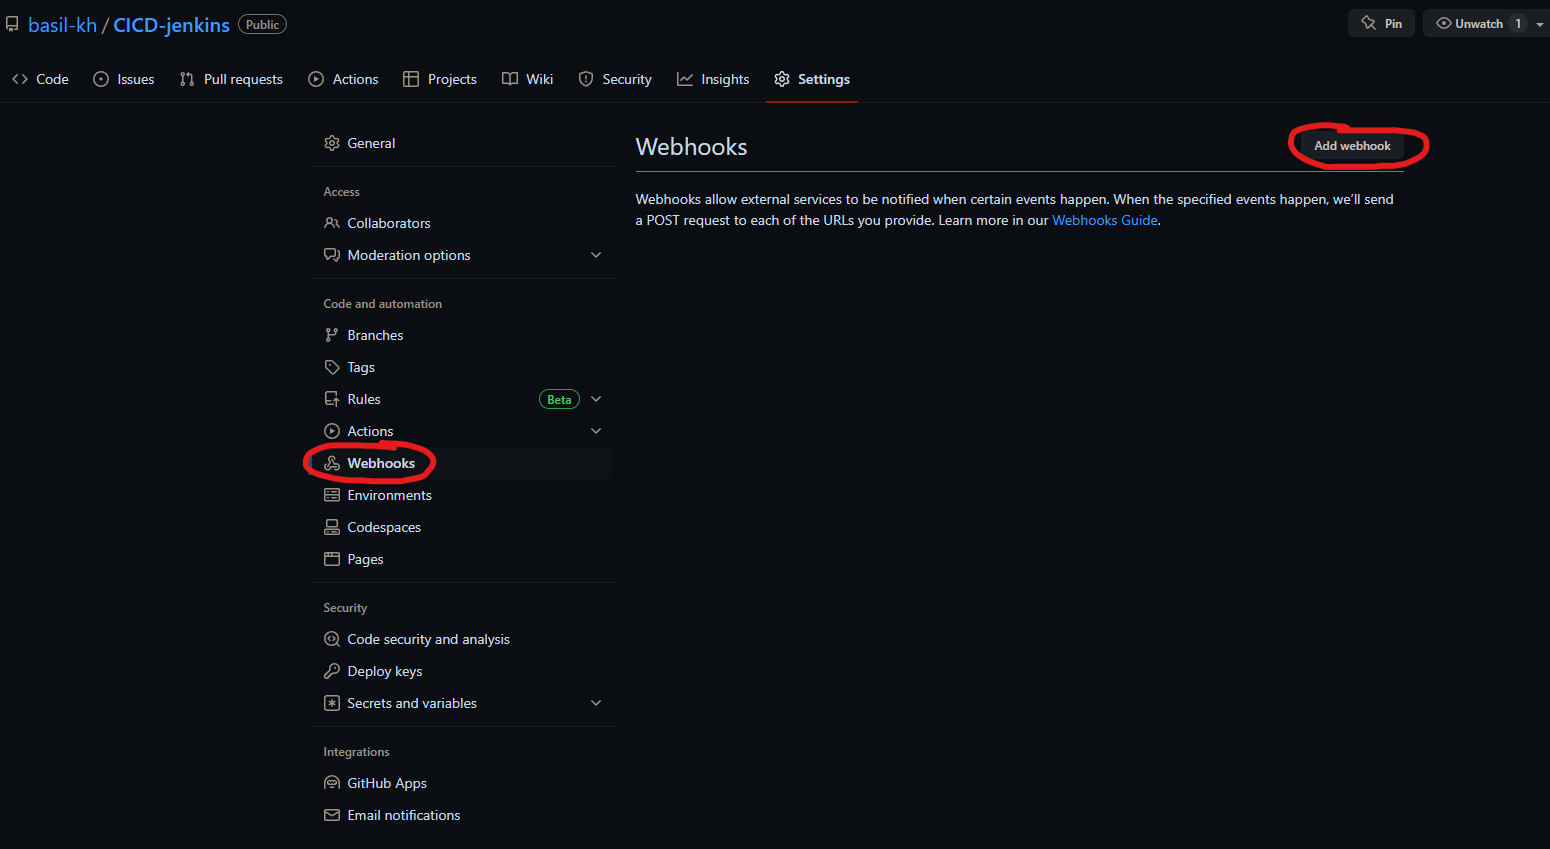 basil-kh / CICD-jenkins Public Pin Unwatch 1
Code Issues Pull requests Actions Projects Wiki Security Insights Settings
General
Access
Collaborators
Moderation options
Code and automation
Branches
Tags
Rules Beta
Actions
Webhooks
Environments
Codespaces
Pages
Security
Code security and analysis
Deploy keys
Secrets and variables
Integrations
GitHub Apps
Email notifications
Webhooks Add webhook
Webhooks allow external services to be notified when certain events happen. When the specified events happen, we'll send
a POST request to each of the URLs you provide. Learn more in our Webhooks Guide.